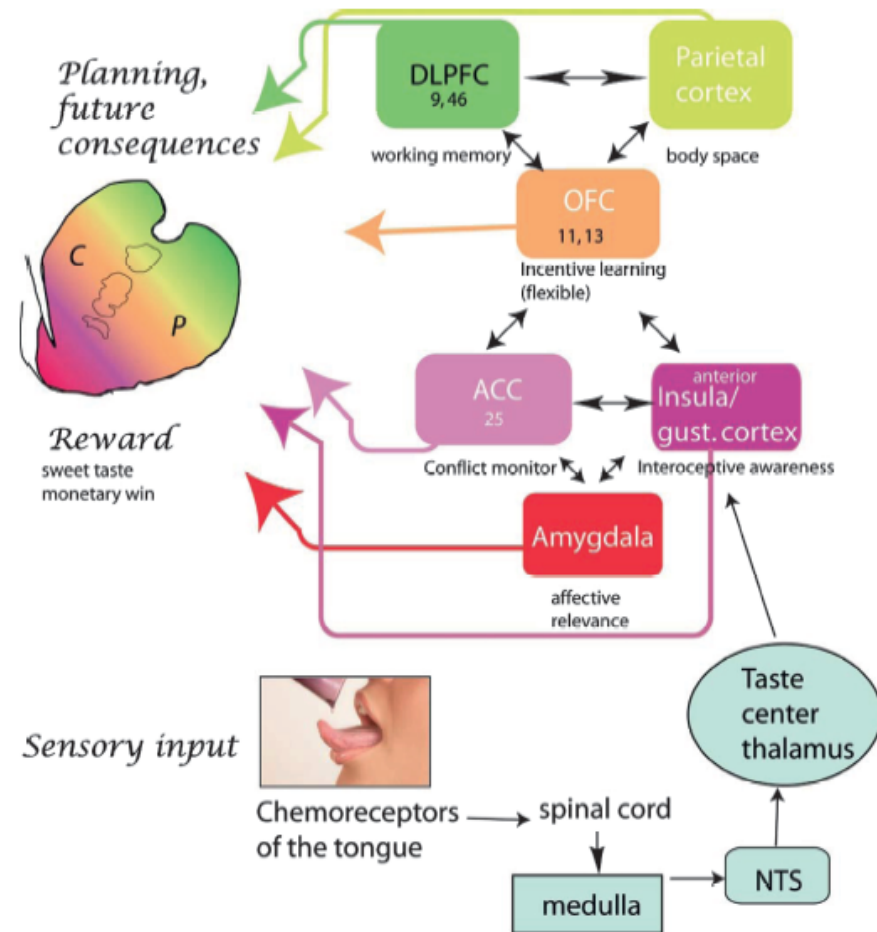 Planning,
future
consequences
DLPFC
9, 46
Parietal
cortex
working memory
body space
OFC
11, 13
Incentive learning
(flexible)
C
P
ACC
25
anterior
Insula/
gust. cortex
Reward
sweet taste
monetary win
Conflict monitor
Interoceptive awareness
Amygdala
affective
relevance
Taste
center
thalamus
Sensory input
Chemoreceptors
of the tongue
spinal cord
medulla
NTS